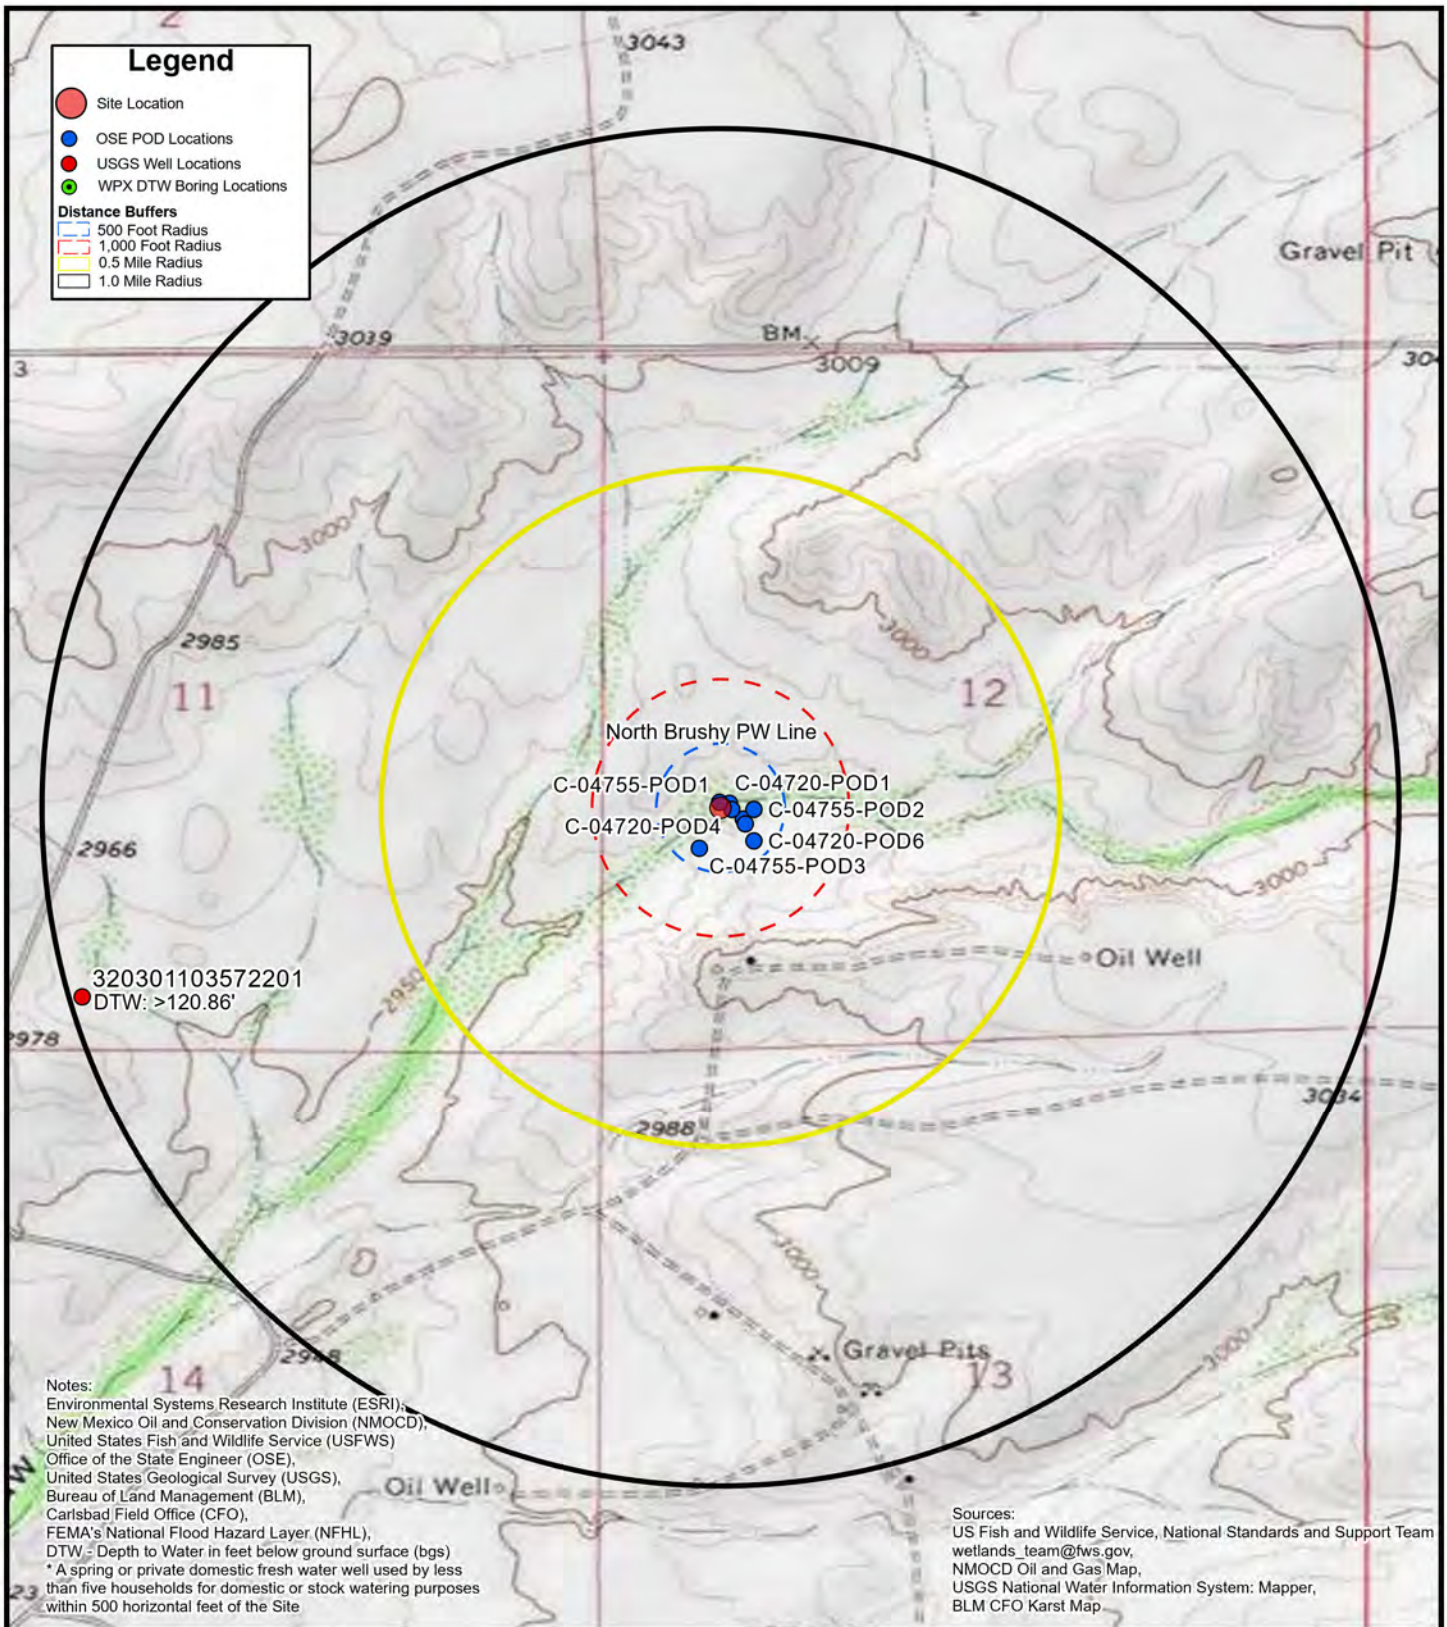 2
3043
Legend
Site Location
OSE POD Locations
USGS Well Locations
WPX DTW Boring Locations
Distance Buffers
500 Foot Radius
1,000 Foot Radius
0.5 Mile Radius
1.0 Mile Radius
Gravel Pit
3039
BM
3009
3
304
3000
2985
3000
11
12
North Brushy PW Line
C-04755-POD1
C-04720-POD1
C-04755-POD2
C-04720-POD4
C-04720-POD6
C-04755-POD3
2966
3000
Oil Well
320301103572201
DTW: >120.86'
2950
2978
3034
2988
3000
3000
Gravel Pits
2948
14
13
Notes:
Environmental Systems Research Institute (ESRI),
New Mexico Oil and Conservation Division (NMOCD),
United States Fish and Wildlife Service (USFWS)
Office of the State Engineer (OSE),
United States Geological Survey (USGS),
Bureau of Land Management (BLM),
Carlsbad Field Office (CFO),
FEMA's National Flood Hazard Layer (NFHL),
DTW - Depth to Water in feet below ground surface (bgs)
* A spring or private domestic fresh water well used by less
than five households for domestic or stock watering purposes
within 500 horizontal feet of the Site
W
Oil Well
23
Sources:
US Fish and Wildlife Service, National Standards and Support Team
wetlands_team@fws.gov,
NMOCD Oil and Gas Map,
USGS National Water Information System: Mapper,
BLM CFO Karst Map